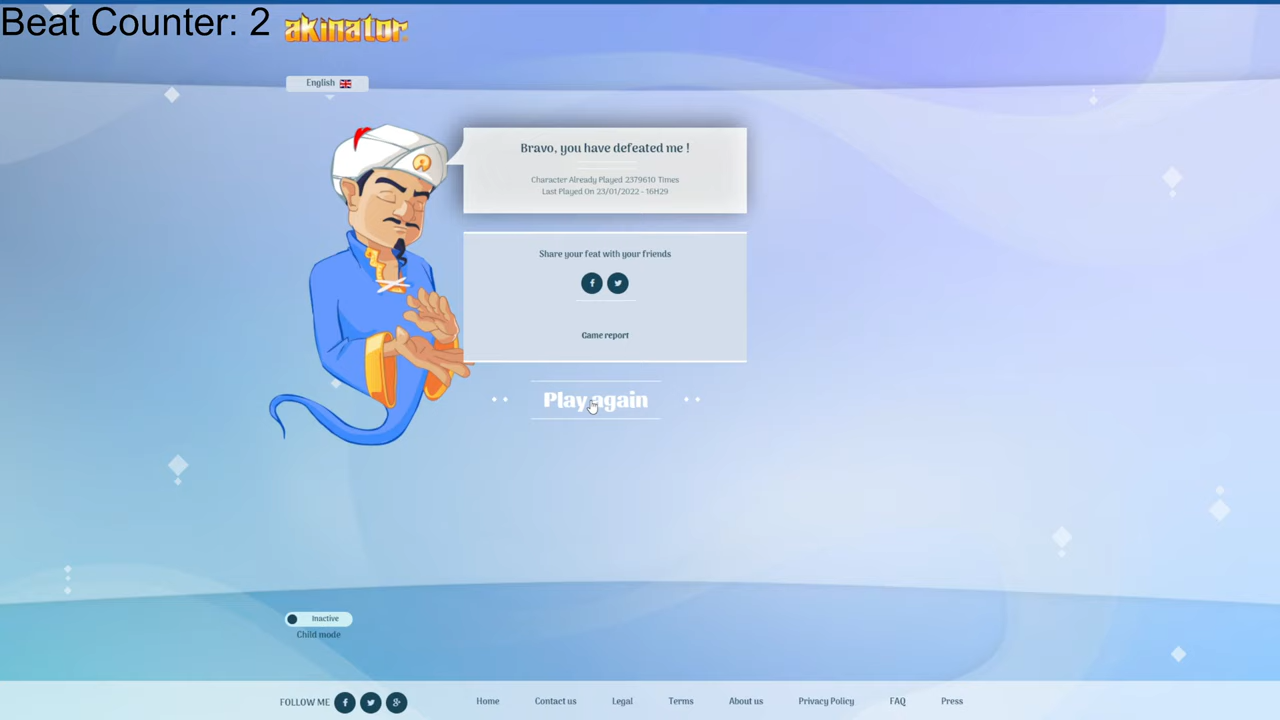 Beat Counter: 2
akinator
English
Bravo, you have defeated me !
Character Already Played 2379610 Times
Last Played On 23/01/2022 - 16H29
Share your feat with your friends
Game report
Play again
Inactive
Child mode
FOLLOW ME
Home
Contact us
Legal
Terms
About us
Privacy Policy
FAQ
Press